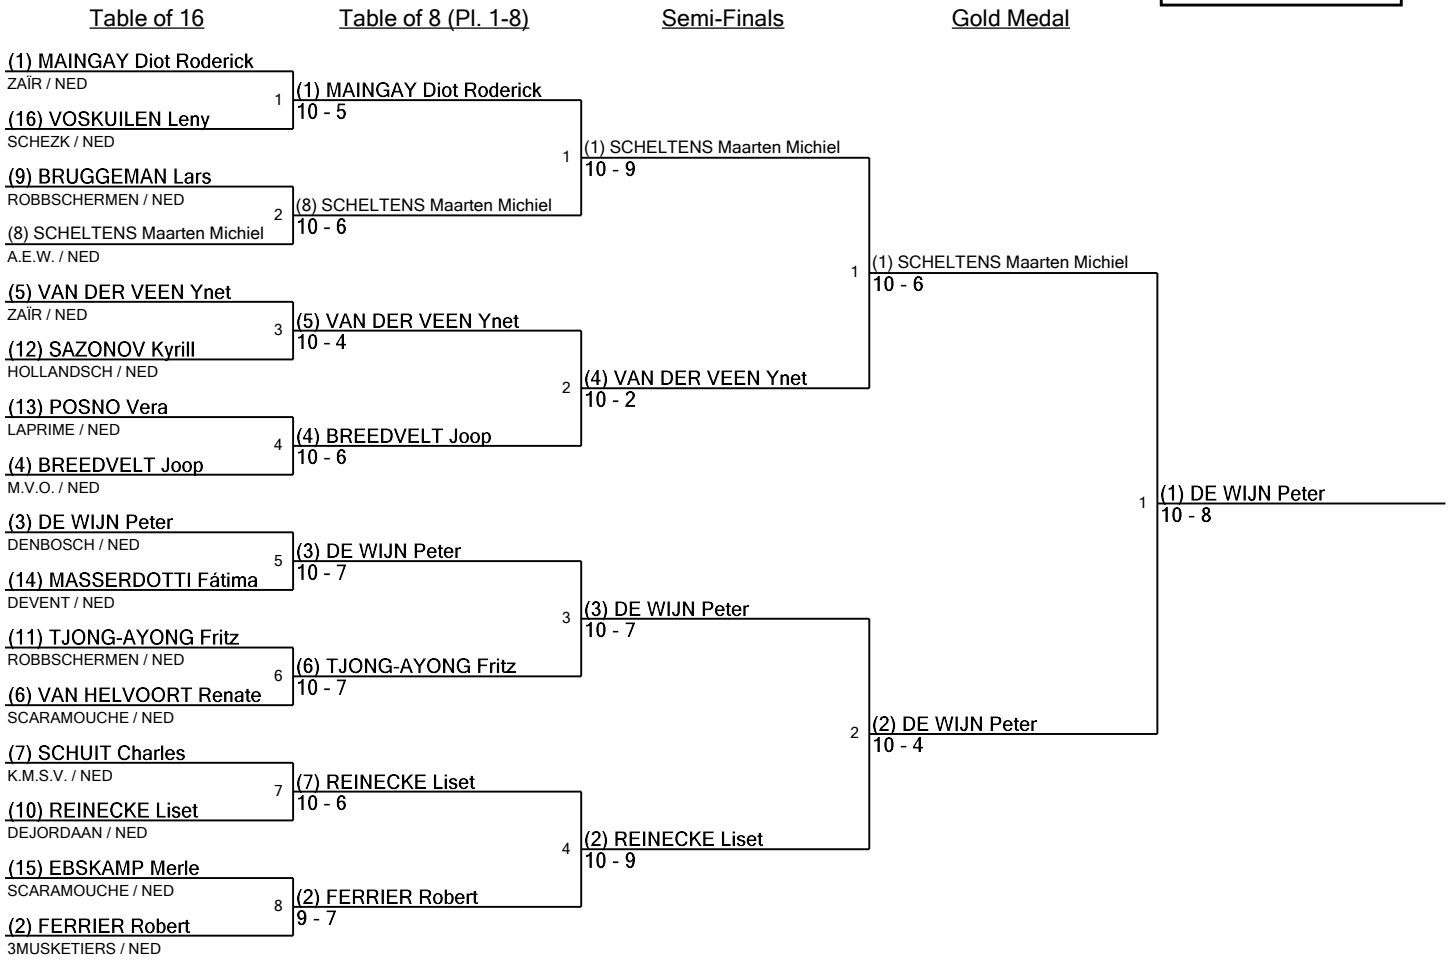 Table of 16
Table of 8 (Pl. 1-8)
Semi-Finals
Gold Medal
(1) MAINGAY Diot Roderick
ZAÏR / NED
(16) VOSKUILEN Leny
SCHEZK / NED
(9) BRUGGEMAN Lars
ROBBSCHERMEN / NED
(8) SCHELTENS Maarten Michiel
A.E.W. / NED
(5) VAN DER VEEN Ynet
ZAÏR / NED
(12) SAZONOV Kyrill
HOLLANDSCH / NED
(13) POSNO Vera
LAPRIME / NED
(4) BREEDVELT Joop
M.V.O. / NED
(3) DE WIJN Peter
DENBOSCH / NED
(14) MASSERDOTTI Fátima
DEVENT / NED
(11) TJONG-AYONG Fritz
ROBBSCHERMEN / NED
(6) VAN HELVOORT Renate
SCARAMOUCHE / NED
(7) SCHUIT Charles
K.M.S.V. / NED
(10) REINECKE Liset
DEJORDAAN / NED
(15) EBSKAMP Merle
SCARAMOUCHE / NED
(2) FERRIER Robert
3MUSKETIERS / NED
1
(1) MAINGAY Diot Roderick
10 - 5
2
(8) SCHELTENS Maarten Michiel
10 - 6
3
(5) VAN DER VEEN Ynet
10 - 4
4
(4) BREEDVELT Joop
10 - 6
5
(3) DE WIJN Peter
10 - 7
6
(6) TJONG-AYONG Fritz
10 - 7
7
(7) REINECKE Liset
10 - 6
8
(2) FERRIER Robert
9 - 7
1
(1) SCHELTENS Maarten Michiel
10 - 9
2
(4) VAN DER VEEN Ynet
10 - 2
3
(3) DE WIJN Peter
10 - 7
4
(2) REINECKE Liset
10 - 9
1
(1) SCHELTENS Maarten Michiel
10 - 6
2
(2) DE WIJN Peter
10 - 4
1
(1) DE WIJN Peter
10 - 8